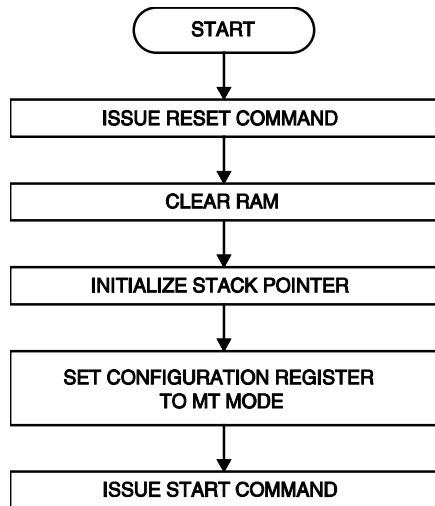 START
ISSUE RESET COMMAND
CLEAR RAM
INITIALIZE STACK POINTER
SET CONFIGURATION REGISTER
TO MT MODE
ISSUE START COMMAND